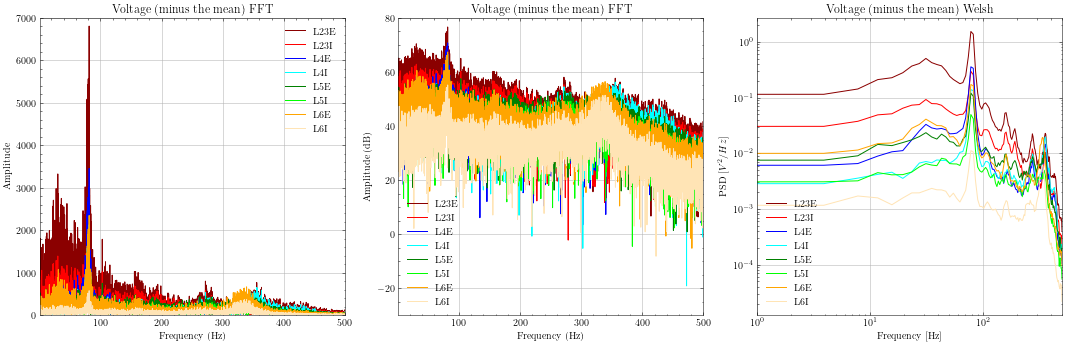 Voltage (minus the mean) FFT
Amplitude
7000
6000
5000
4000
3000
2000
1000
0
100
200
300
400
500
Frequency (Hz)
L23E
L23I
L4E
L4I
L5E
L5I
L6E
L6I
Voltage (minus the mean) FFT
Amplitude (dB)
80
60
40
20
0
−20
100
200
300
400
500
Frequency (Hz)
L23E
L23I
L4E
L4I
L5E
L5I
L6E
L6I
Voltage (minus the mean) Welsh
PSD [V²/Hz]
10⁰
10⁻¹
10⁻²
10⁻³
10⁻⁴
10⁰
10¹
10²
Frequency [Hz]
L23E
L23I
L4E
L4I
L5E
L5I
L6E
L6I